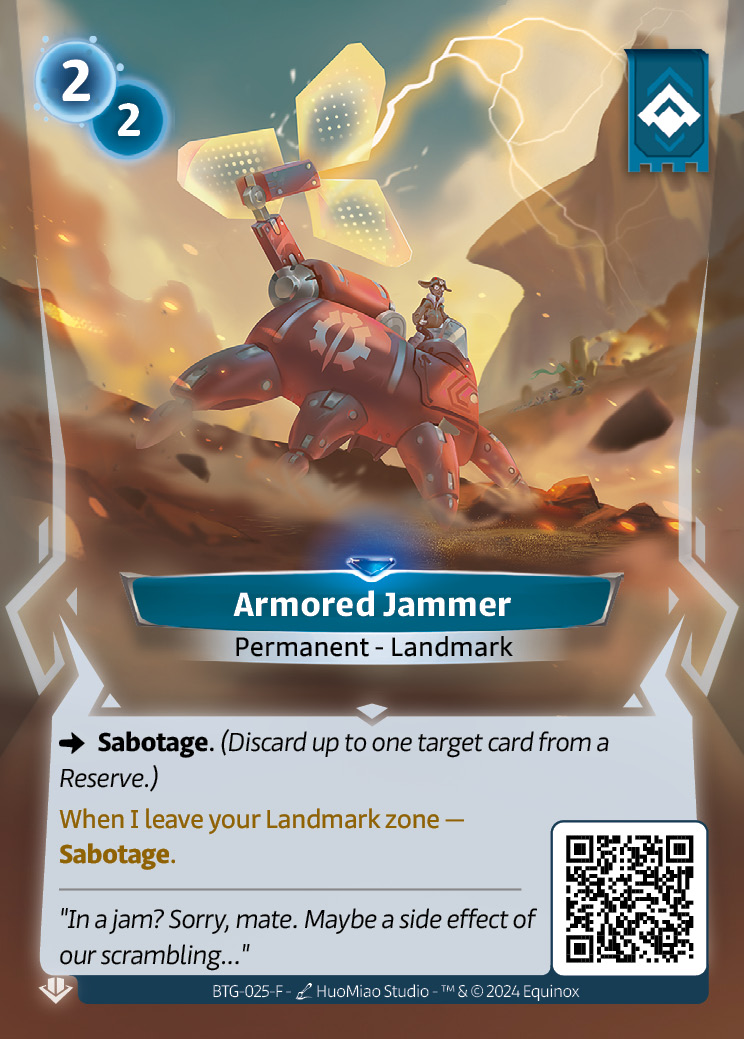 2
2
Armored Jammer
Permanent - Landmark
Sabotage. (Discard up to one target card from a
Reserve.)
When I leave your Landmark zone —
Sabotage.
"In a jam? Sorry, mate. Maybe a side effect of
our scrambling..."
BTG-025-F - HuoMiao Studio - ™ & © 2024 Equinox